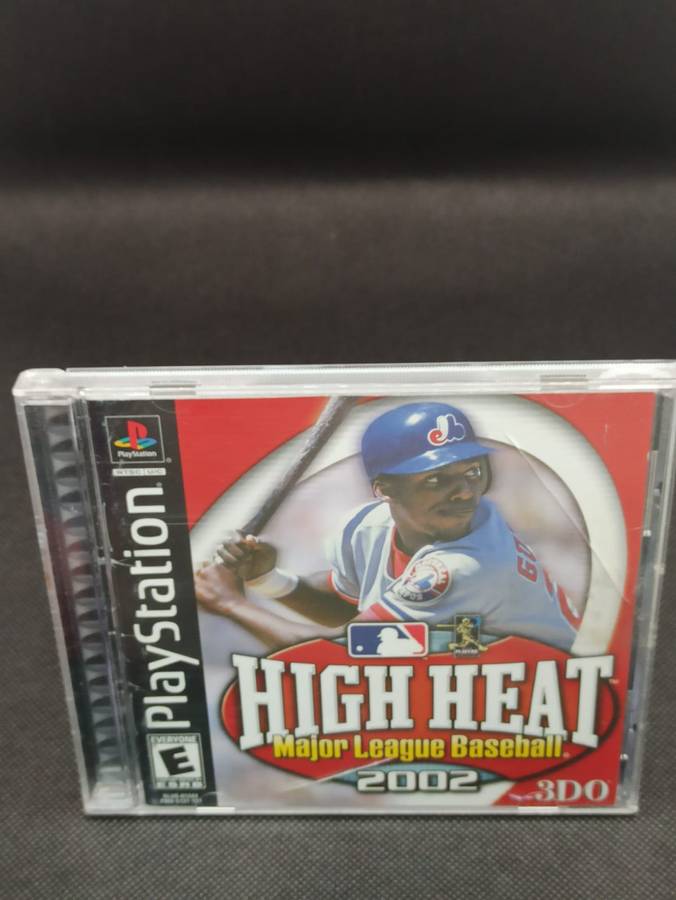 PlayStation
NTSC U/C
PlayStation
EVERYONE
E
ESRB
HIGH HEAT
Major League Baseball
2002
3DO